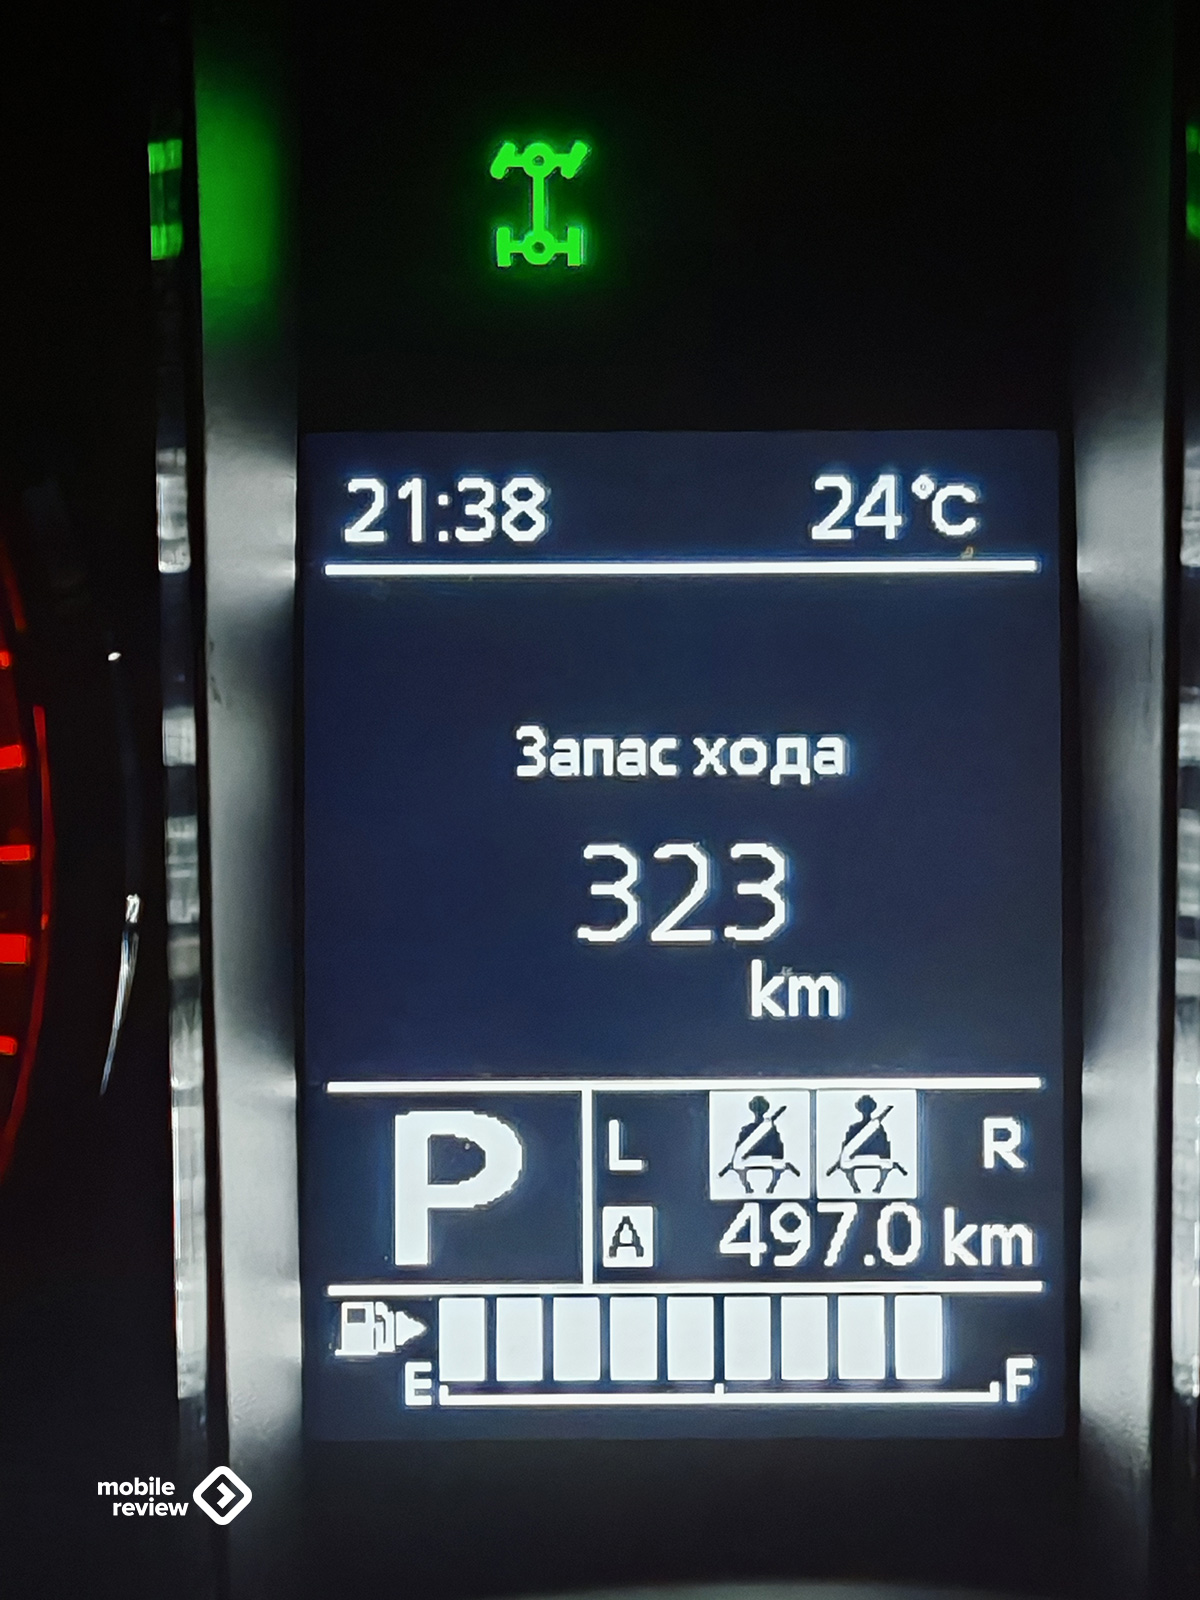 21:38 24°C
Запас хода
323
km
P L R
A 497.0 km
E F
mobile
review